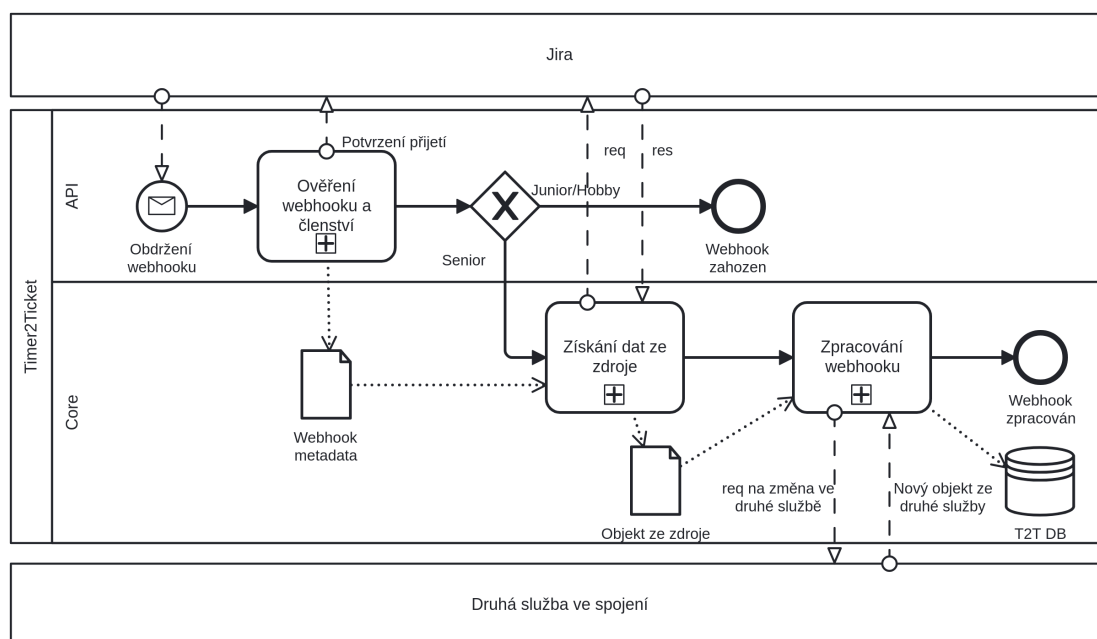 Jira
Timer2Ticket
API
Potvrzení přijetí
req
res
Ověření
webhooku a
členství
Junior/Hobby
Obdržení
webhooku
Webhook
zahozen
Senior
Core
Získání dat ze
zdroje
Zpracování
webhooku
Webhook
zpracován
Webhook
metadata
req na změna ve
druhé službě
Nový objekt ze
druhé služby
Objekt ze zdroje
T2T DB
Druhá služba ve spojení